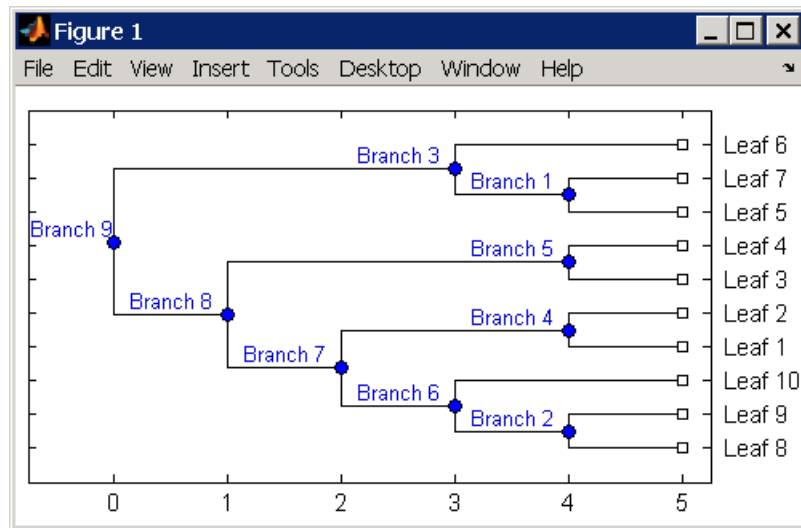 Figure 1
File Edit View Insert Tools Desktop Window Help
Leaf 6
Branch 3
Leaf 7
Branch 1
Leaf 5
Branch 9
Leaf 4
Branch 5
Leaf 3
Branch 8
Leaf 2
Branch 4
Leaf 1
Branch 7
Leaf 10
Branch 6
Leaf 9
Branch 2
Leaf 8
0 1 2 3 4 5